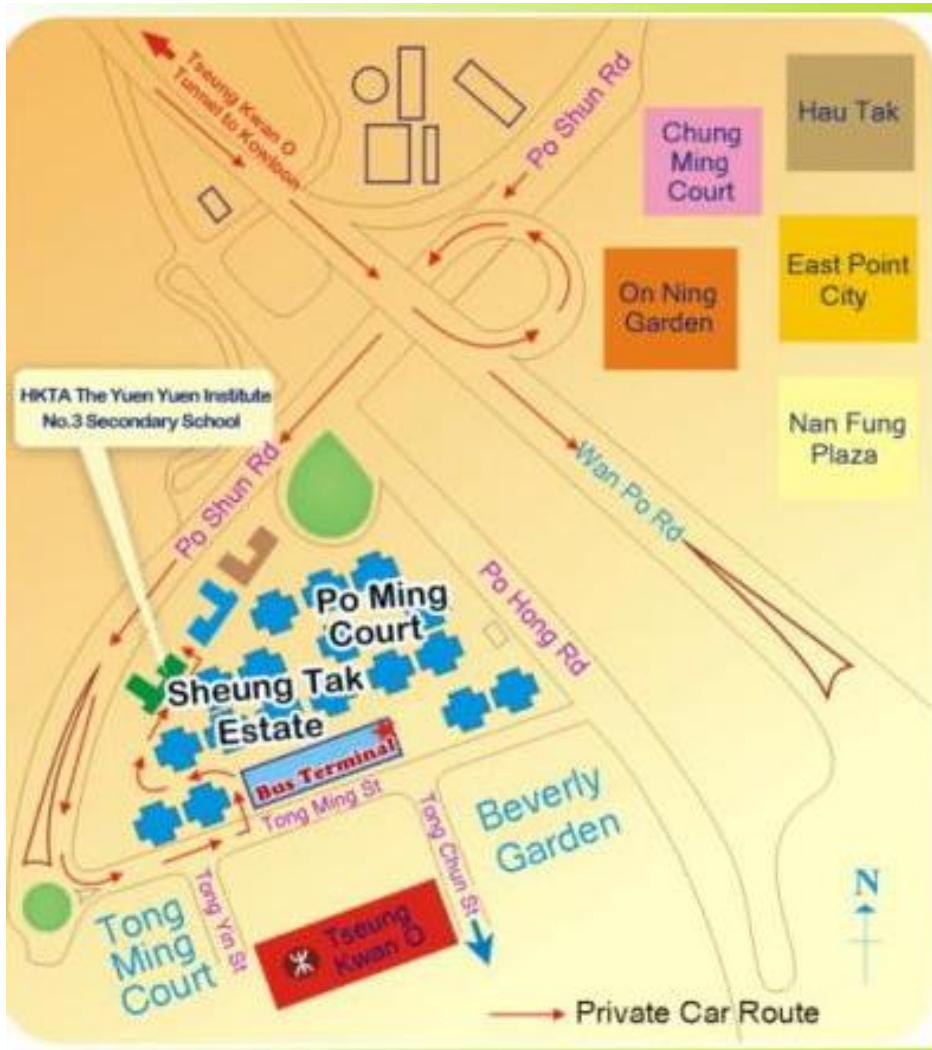 Tseung Kwan O
Tunnel to Kowloon
Po Shun Rd
Chung
Ming
Court
Hau Tak
On Ning
Garden
East Point
City
Nan Fung
Plaza
HKTA The Yuen Yuen Institute
No.3 Secondary School
Po Shun Rd
Wan Po Rd
Po Ming
Court
Po Hong Rd
Sheung Tak
Estate
Bus Terminal
Tong Ming St
Tong Chun St
Beverly
Garden
Tong Yin St
Tong
Ming
Court
Tseung
Kwan O
N
Private Car Route